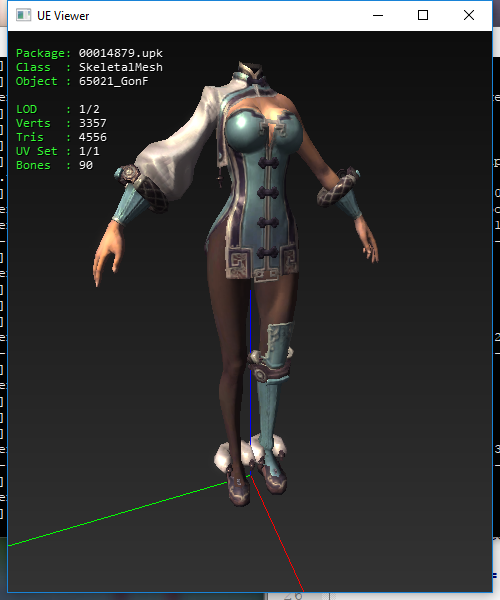 UE Viewer
Package: 00014879.upk
Class : SkeletalMesh
Object : 65021_GonF
LOD : 1/2
Verts : 3357
Tris : 4556
UV Set : 1/1
Bones : 90